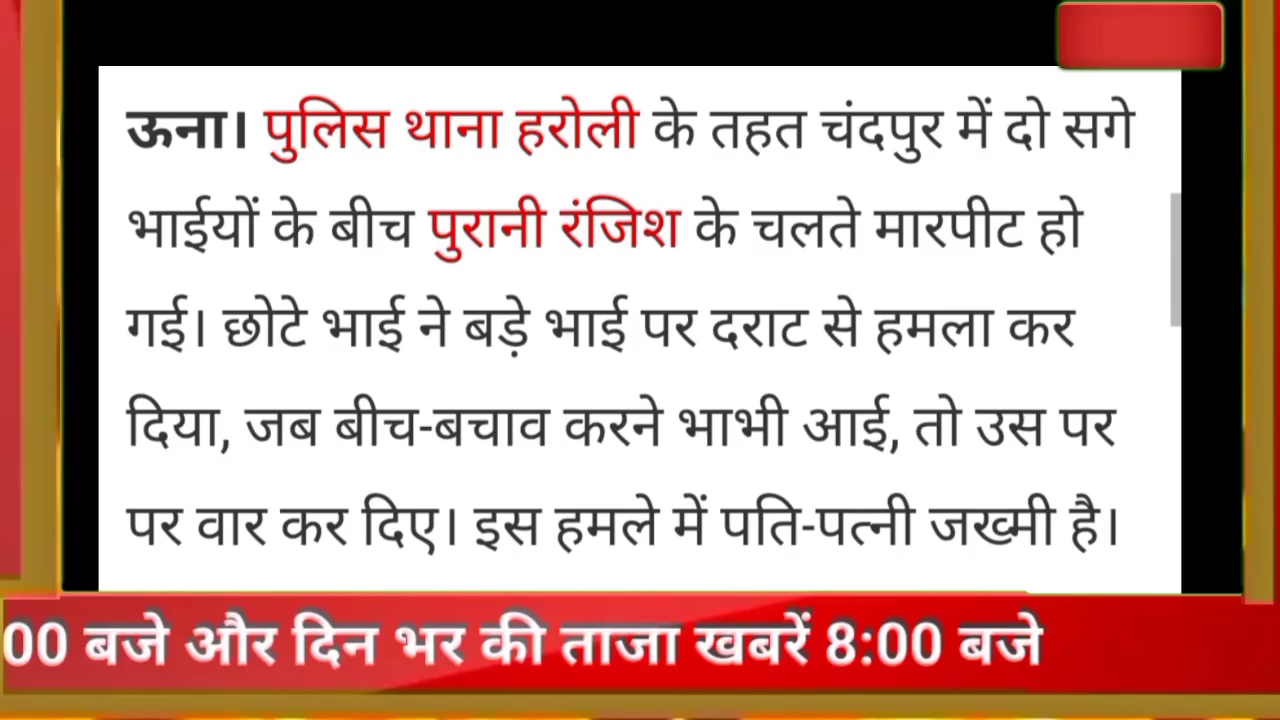 ऊना। पुलिस थाना हरोली के तहत चंदपुर में दो सगे
भाईयों के बीच पुरानी रंजिश के चलते मारपीट हो
गई। छोटे भाई ने बड़े भाई पर दराट से हमला कर
दिया, जब बीच-बचाव करने भाभी आई, तो उस पर
पर वार कर दिए। इस हमले में पति-पत्नी जख्मी है।
00 बजे और दिन भर की ताजा खबरें 8:00 बजे